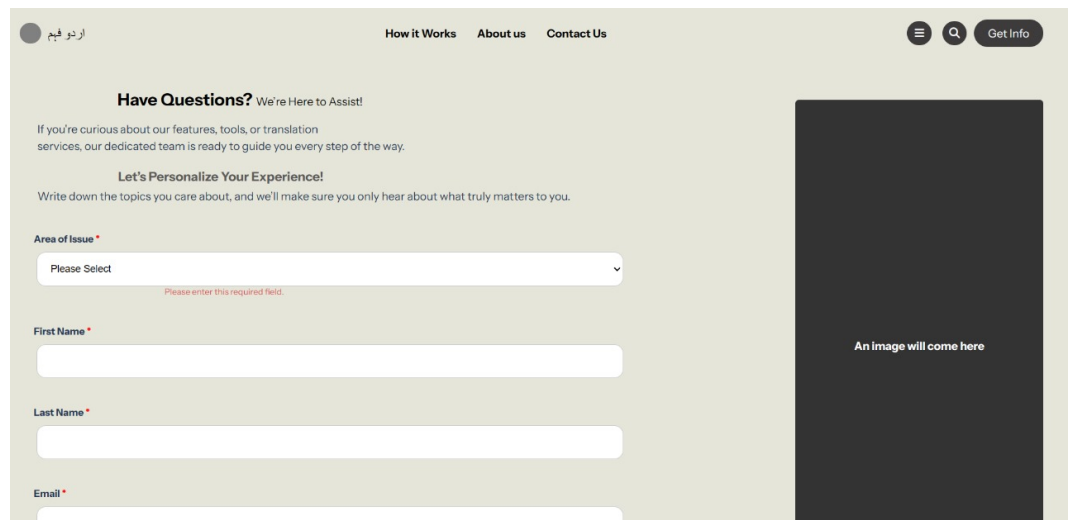 اردو فہم
How it Works About us Contact Us
Get Info
Have Questions? We're Here to Assist!
If you're curious about our features, tools, or translation
services, our dedicated team is ready to guide you every step of the way.
Let's Personalize Your Experience!
Write down the topics you care about, and we'll make sure you only hear about what truly matters to you.
Area of Issue *
Please Select
Please enter this required field.
First Name *
Last Name *
Email *
An image will come here